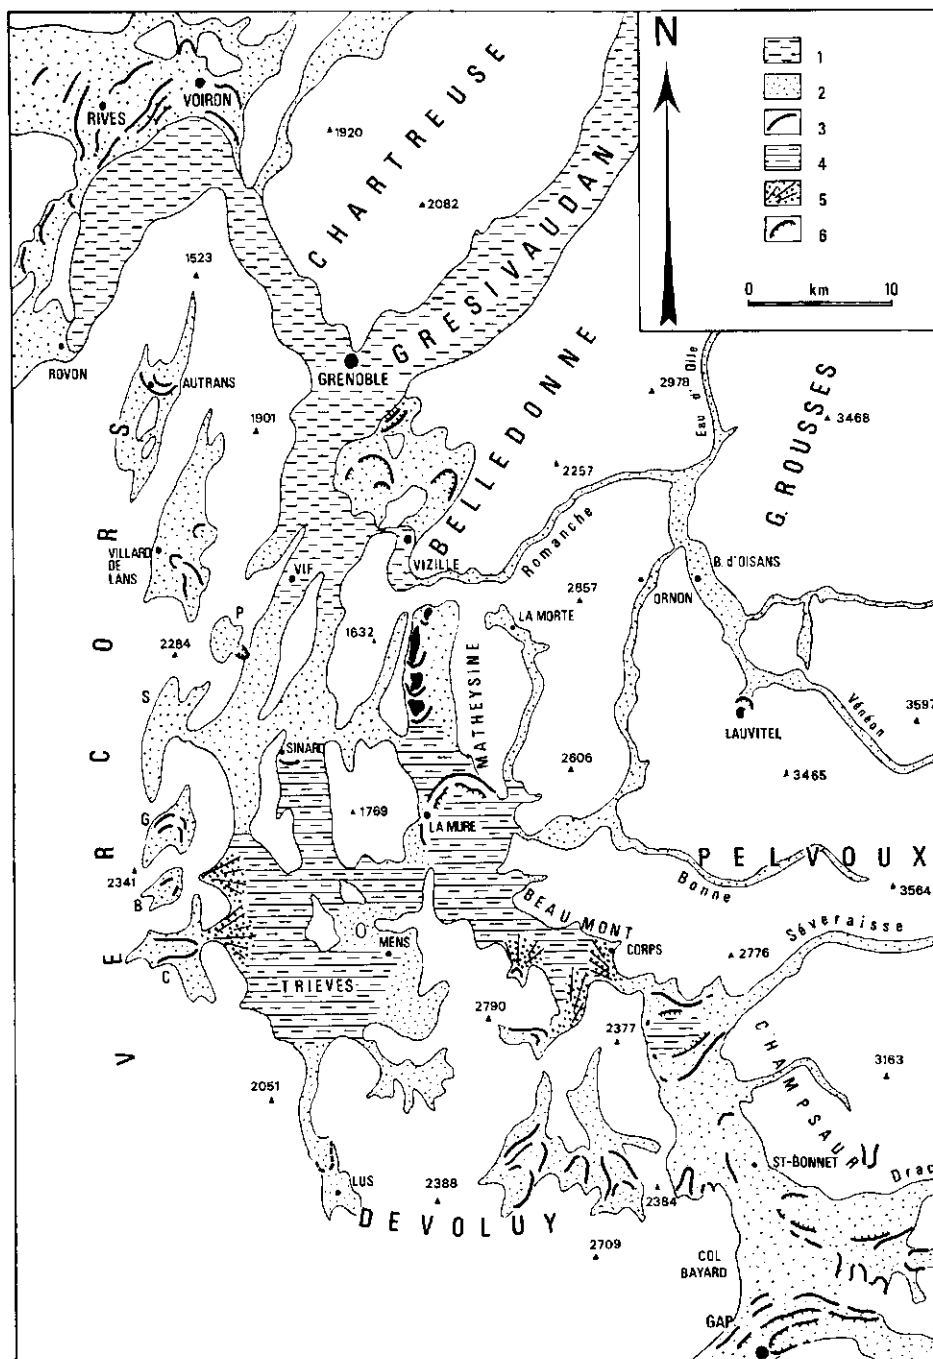 N
1
2
3
4
5
6
0 km 10
RIVES
VOIRON
1920
CHARTREUSE
2082
GRESIVAUDAN
1523
ROVON
GRENOBLE
AUTRANS
1901
BELLEDONNE
2978
Eau d'Olle
3468
G. ROUSSES
2257
Romanche
VERCORS
VILLARD
DE
LANS
VIF
VIZILLE
B. d'OISANS
ORNON
2857
LA MORTE
P
1632
2284
MATHEYSINE
S
SINARD
LAUVITEL
3597
Vénéon
2606
3465
1769
G
LA MURE
PELVOUX
2341
B
Bonne
3564
BEAUMONT
O
MENS
CORPS
2776
Séveraisse
C
TRIEVES
2790
2377
CHAMPSAUR
3163
2051
ST-BONNET
Drac
LUS
2388
2384
DEVOLUY
2709
COL
BAYARD
GAP